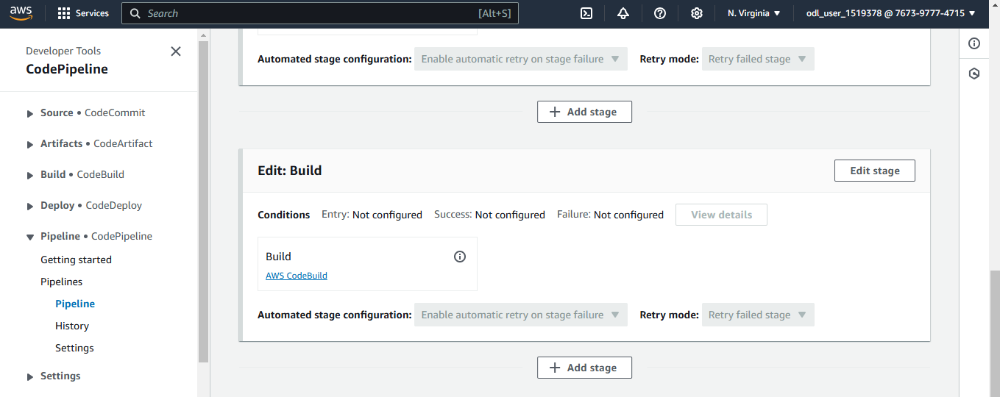 aws
Services
Search
[Alt+S]
N. Virginia
odl_user_1519378 @ 7673-9777-4715
Developer Tools
CodePipeline
Source • CodeCommit
Artifacts • CodeArtifact
Build • CodeBuild
Deploy • CodeDeploy
Pipeline • CodePipeline
Getting started
Pipelines
Pipeline
History
Settings
Settings
Automated stage configuration: Enable automatic retry on stage failure Retry mode: Retry failed stage
Add stage
Edit: Build
Edit stage
Conditions Entry: Not configured Success: Not configured Failure: Not configured View details
Build
AWS CodeBuild
Automated stage configuration: Enable automatic retry on stage failure Retry mode: Retry failed stage
Add stage